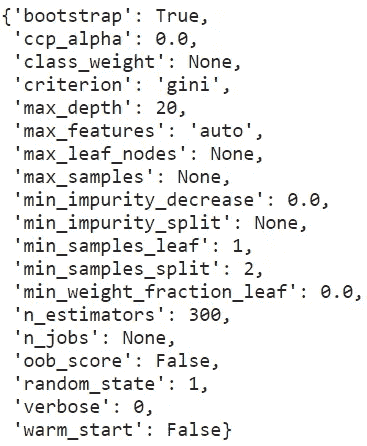 {'bootstrap': True,
'ccp_alpha': 0.0,
'class_weight': None,
'criterion': 'gini',
'max_depth': 20,
'max_features': 'auto',
'max_leaf_nodes': None,
'max_samples': None,
'min_impurity_decrease': 0.0,
'min_impurity_split': None,
'min_samples_leaf': 1,
'min_samples_split': 2,
'min_weight_fraction_leaf': 0.0,
'n_estimators': 300,
'n_jobs': None,
'oob_score': False,
'random_state': 1,
'verbose': 0,
'warm_start': False}